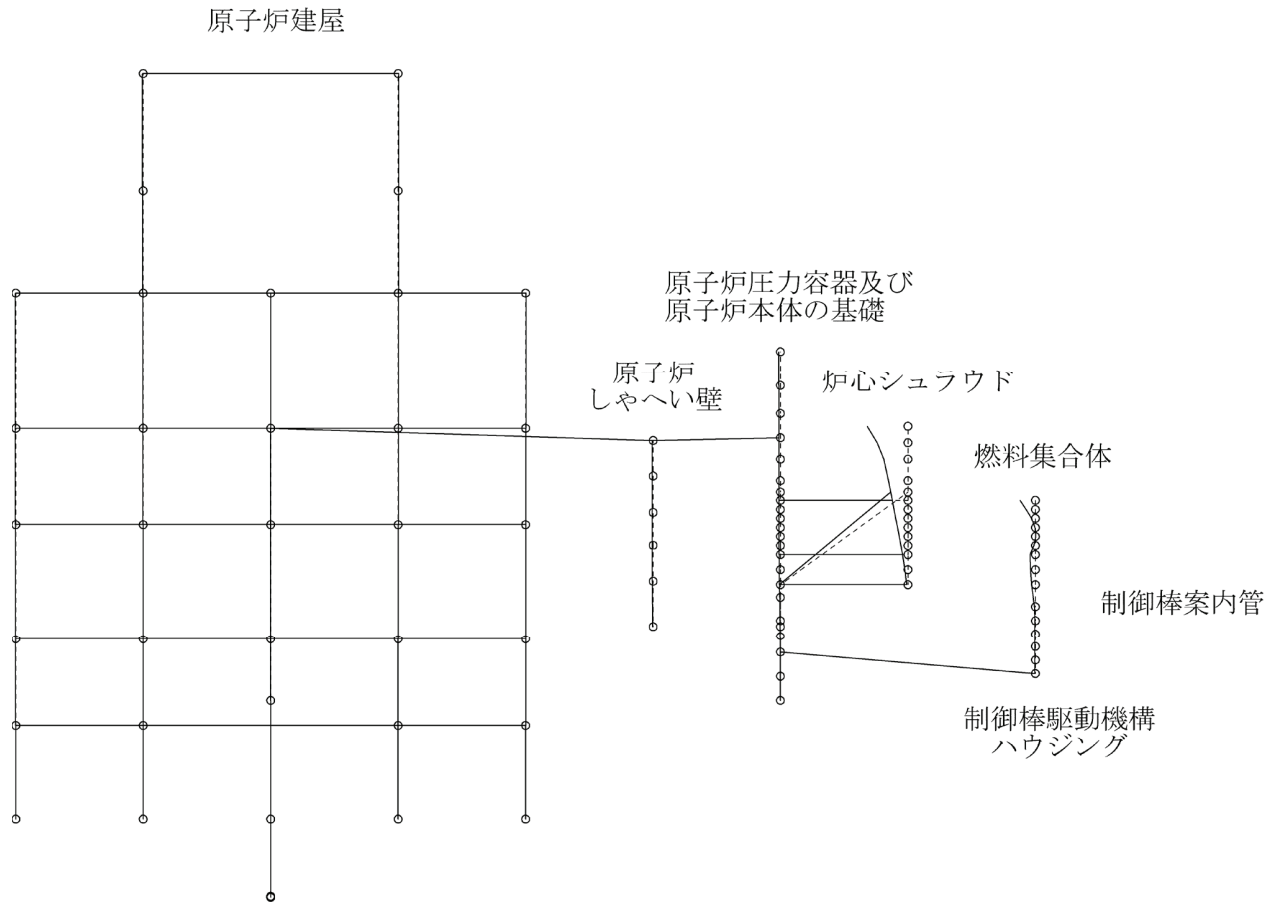 原子炉建屋
原子炉圧力容器及び
原子炉本体の基礎
原子炉
しゃへい壁
炉心シュラウド
燃料集合体
制御棒案内管
制御棒駆動機構
ハウジング